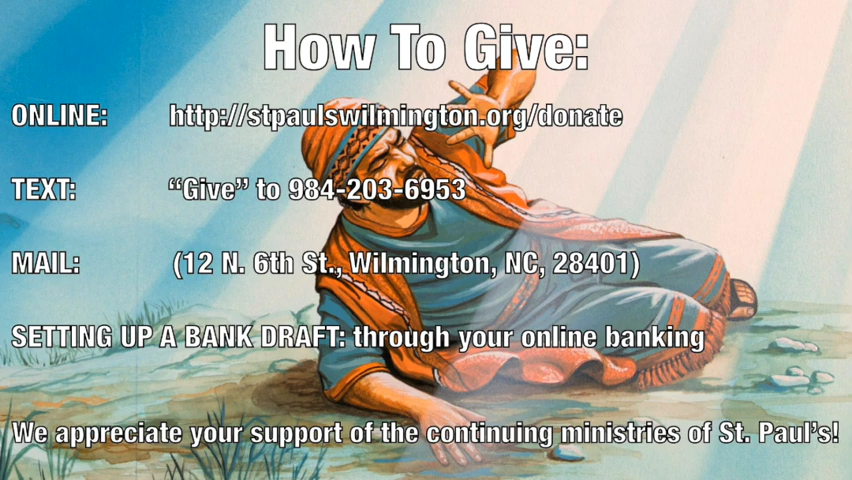 How To Give:
ONLINE: http://stpaulswilmington.org/donate
TEXT: “Give” to 984-203-6953
MAIL: (12 N. 6th St., Wilmington, NC, 28401)
SETTING UP A BANK DRAFT: through your online banking
We appreciate your support of the continuing ministries of St. Paul’s!